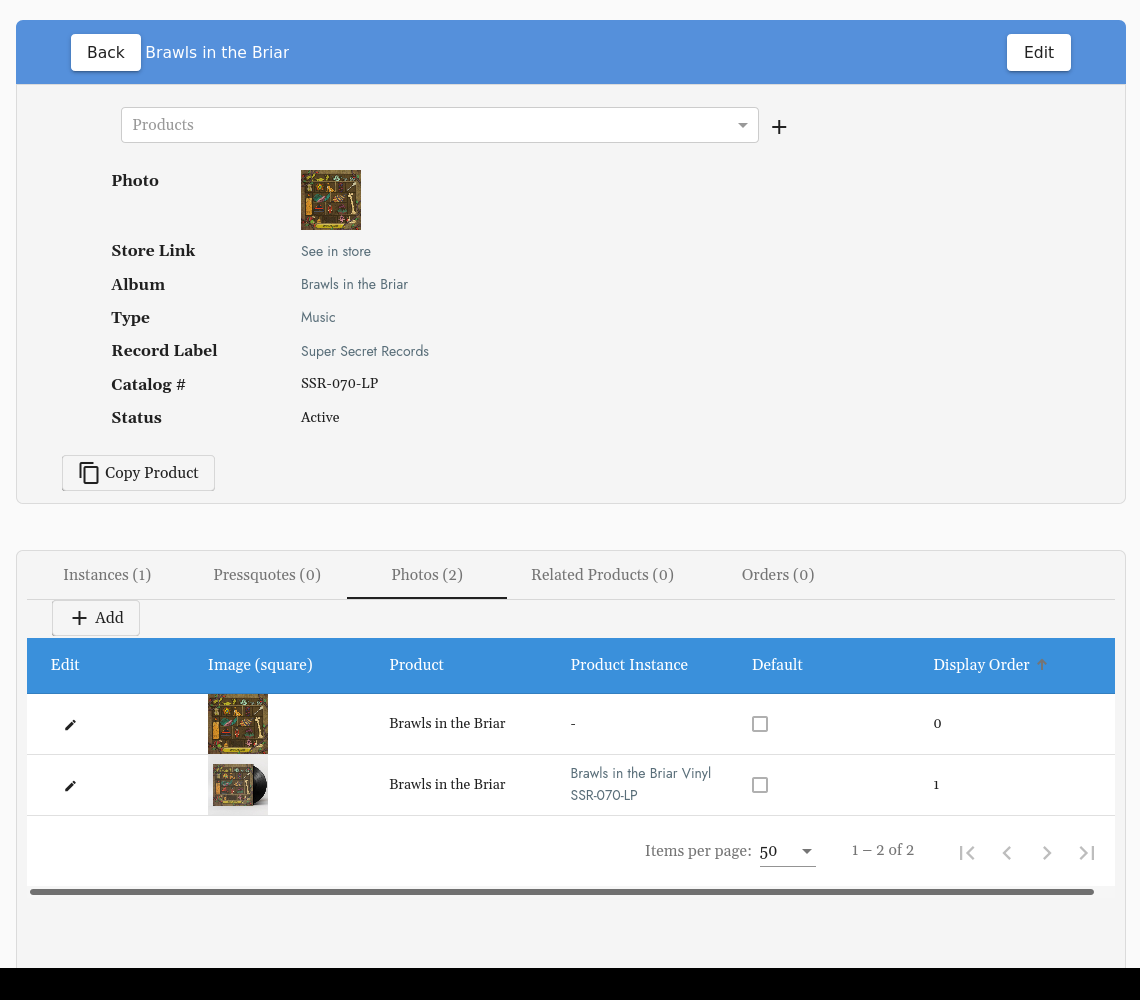 Back Brawls in the Briar Edit
Products
Photo
Store Link See in store
Album Brawls in the Briar
Type Music
Record Label Super Secret Records
Catalog # SSR-070-LP
Status Active
Copy Product
Instances (1) Pressquotes (0) Photos (2) Related Products (0) Orders (0)
Add
Edit Image (square) Product Product Instance Default Display Order
Brawls in the Briar - 0
Brawls in the Briar Brawls in the Briar Vinyl SSR-070-LP 1
Items per page: 50 1 – 2 of 2